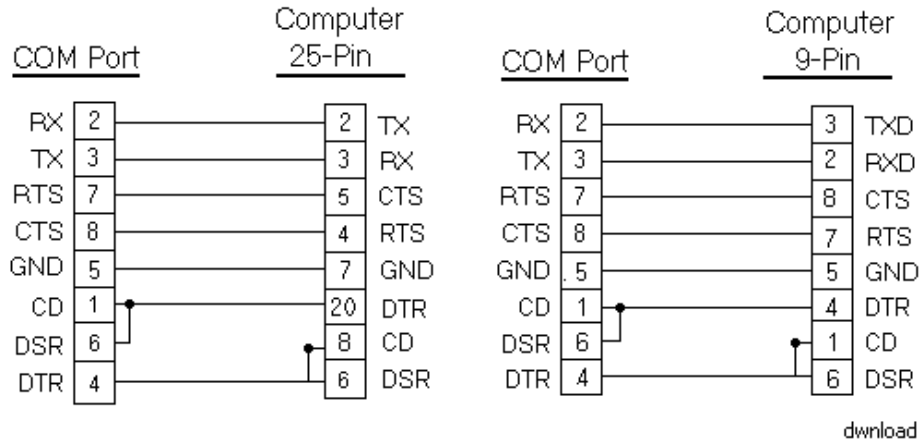 Computer
COM Port 25-Pin
RX 2 2 TX
TX 3 3 RX
RTS 7 5 CTS
CTS 8 4 RTS
GND 5 7 GND
CD 1 20 DTR
DSR 6 8 CD
DTR 4 6 DSR
Computer
COM Port 9-Pin
RX 2 3 TXD
TX 3 2 RXD
RTS 7 8 CTS
CTS 8 7 RTS
GND 5 5 GND
CD 1 4 DTR
DSR 6 1 CD
DTR 4 6 DSR
dwnload